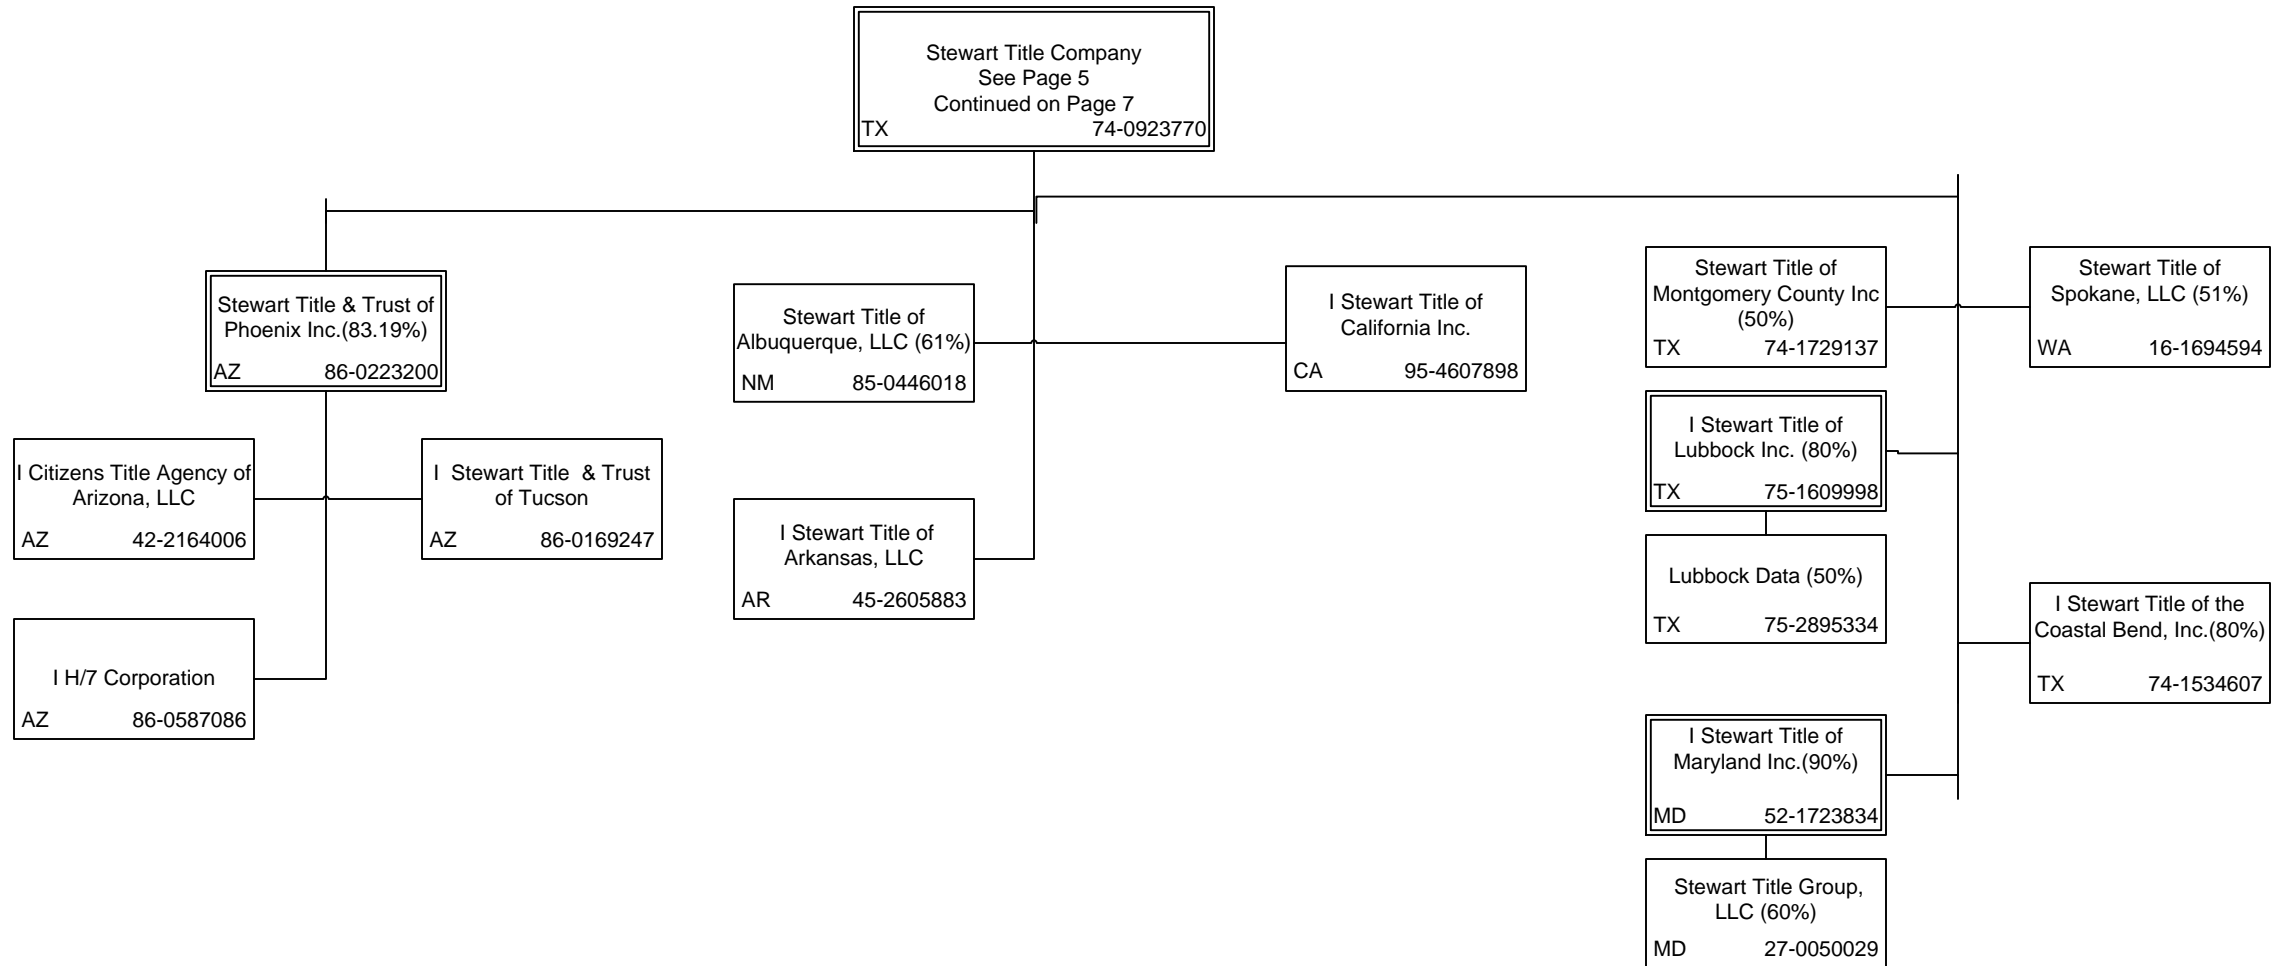 Stewart Title Company
See Page 5
Continued on Page 7
TX 74-0923770
Stewart Title & Trust of
Phoenix Inc.(83.19%)
AZ 86-0223200
I Citizens Title Agency of
Arizona, LLC
AZ 42-2164006
I Stewart Title & Trust
of Tucson
AZ 86-0169247
I H/7 Corporation
AZ 86-0587086
Stewart Title of
Albuquerque, LLC (61%)
NM 85-0446018
I Stewart Title of
California Inc.
CA 95-4607898
I Stewart Title of
Arkansas, LLC
AR 45-2605883
Stewart Title of
Montgomery County Inc
(50%)
TX 74-1729137
Stewart Title of
Spokane, LLC (51%)
WA 16-1694594
I Stewart Title of
Lubbock Inc. (80%)
TX 75-1609998
Lubbock Data (50%)
TX 75-2895334
I Stewart Title of the
Coastal Bend, Inc.(80%)
TX 74-1534607
I Stewart Title of
Maryland Inc.(90%)
MD 52-1723834
Stewart Title Group,
LLC (60%)
MD 27-0050029